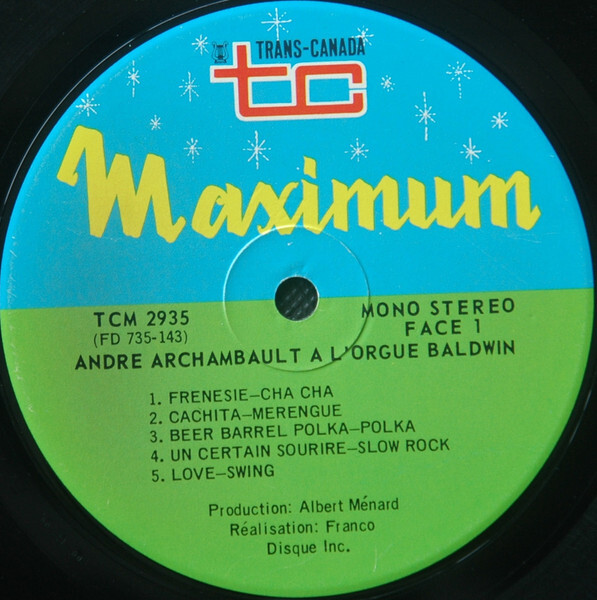 TRANS-CANADA
tc
Maximum
TCM 2935
(FD 735-143)
MONO STEREO
FACE 1
ANDRE ARCHAMBAULT A L'ORGUE BALDWIN
1. FRENESIE—CHA CHA
2. CACHITA—MERENGUE
3. BEER BARREL POLKA—POLKA
4. UN CERTAIN SOURIRE—SLOW ROCK
5. LOVE—SWING
Production: Albert Ménard
Réalisation: Franco
Disque Inc.